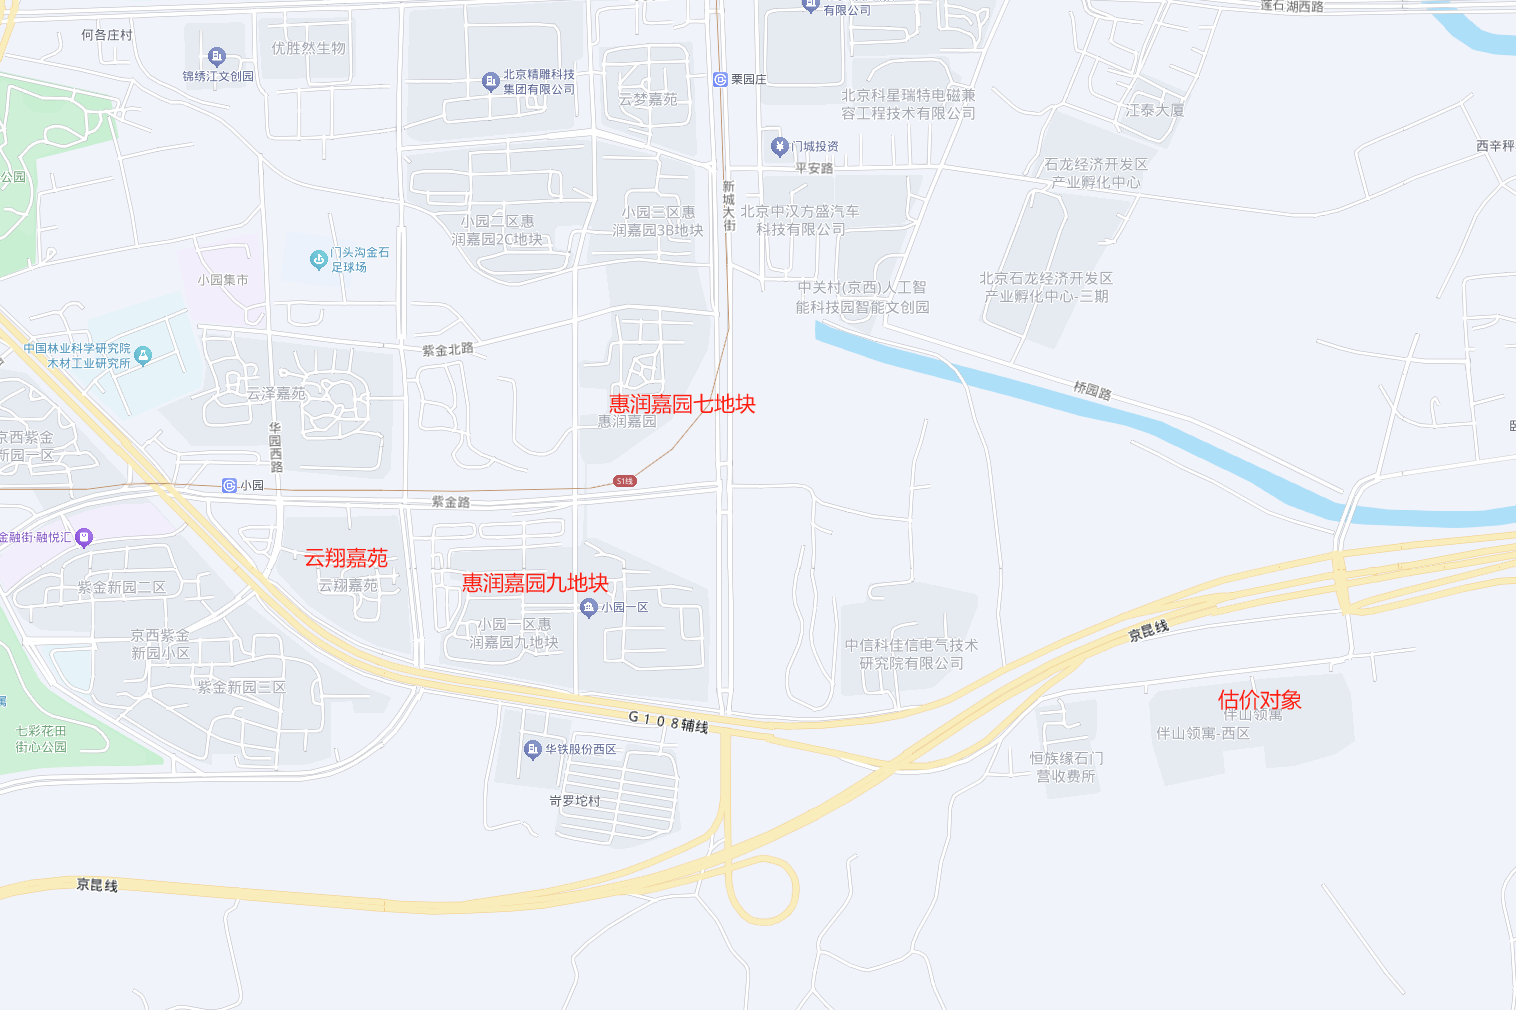 莲石湖西路
有限公司
何各庄村
优胜然生物
锦绣江文创园
北京精雕科技
集团有限公司
云梦嘉苑
栗园庄
北京科星瑞特电磁兼
容工程技术有限公司
江泰大厦
门城投资
平安路
西辛秤
石龙经济开发区
产业孵化中心
公园
新城大街
小园二区惠
润嘉园2C地块
小园三区惠
润嘉园3B地块
北京中汉方盛汽车
科技有限公司
门头沟金石
足球场
小园集市
中关村(京西)人工智
能科技园智能文创园
北京石龙经济开发区
产业孵化中心-三期
中国林业科学研究院
木材工业研究所
紫金北路
云泽嘉苑
桥园路
惠润嘉园七地块
惠润嘉园
京西紫金
新园一区
华园西路
小园
S1线
紫金路
金融街·融悦汇
云翔嘉苑
云翔嘉苑
惠润嘉园九地块
紫金新园二区
小园一区
小园一区惠
润嘉园九地块
京西紫金
新园小区
中信科佳信电气技术
研究院有限公司
京昆线
紫金新园三区
估价对象
伴山领寓
伴山领寓-西区
七彩花田
街心公园
G108辅线
华铁股份西区
恒族缘石门
营收费所
岢罗坨村
京昆线